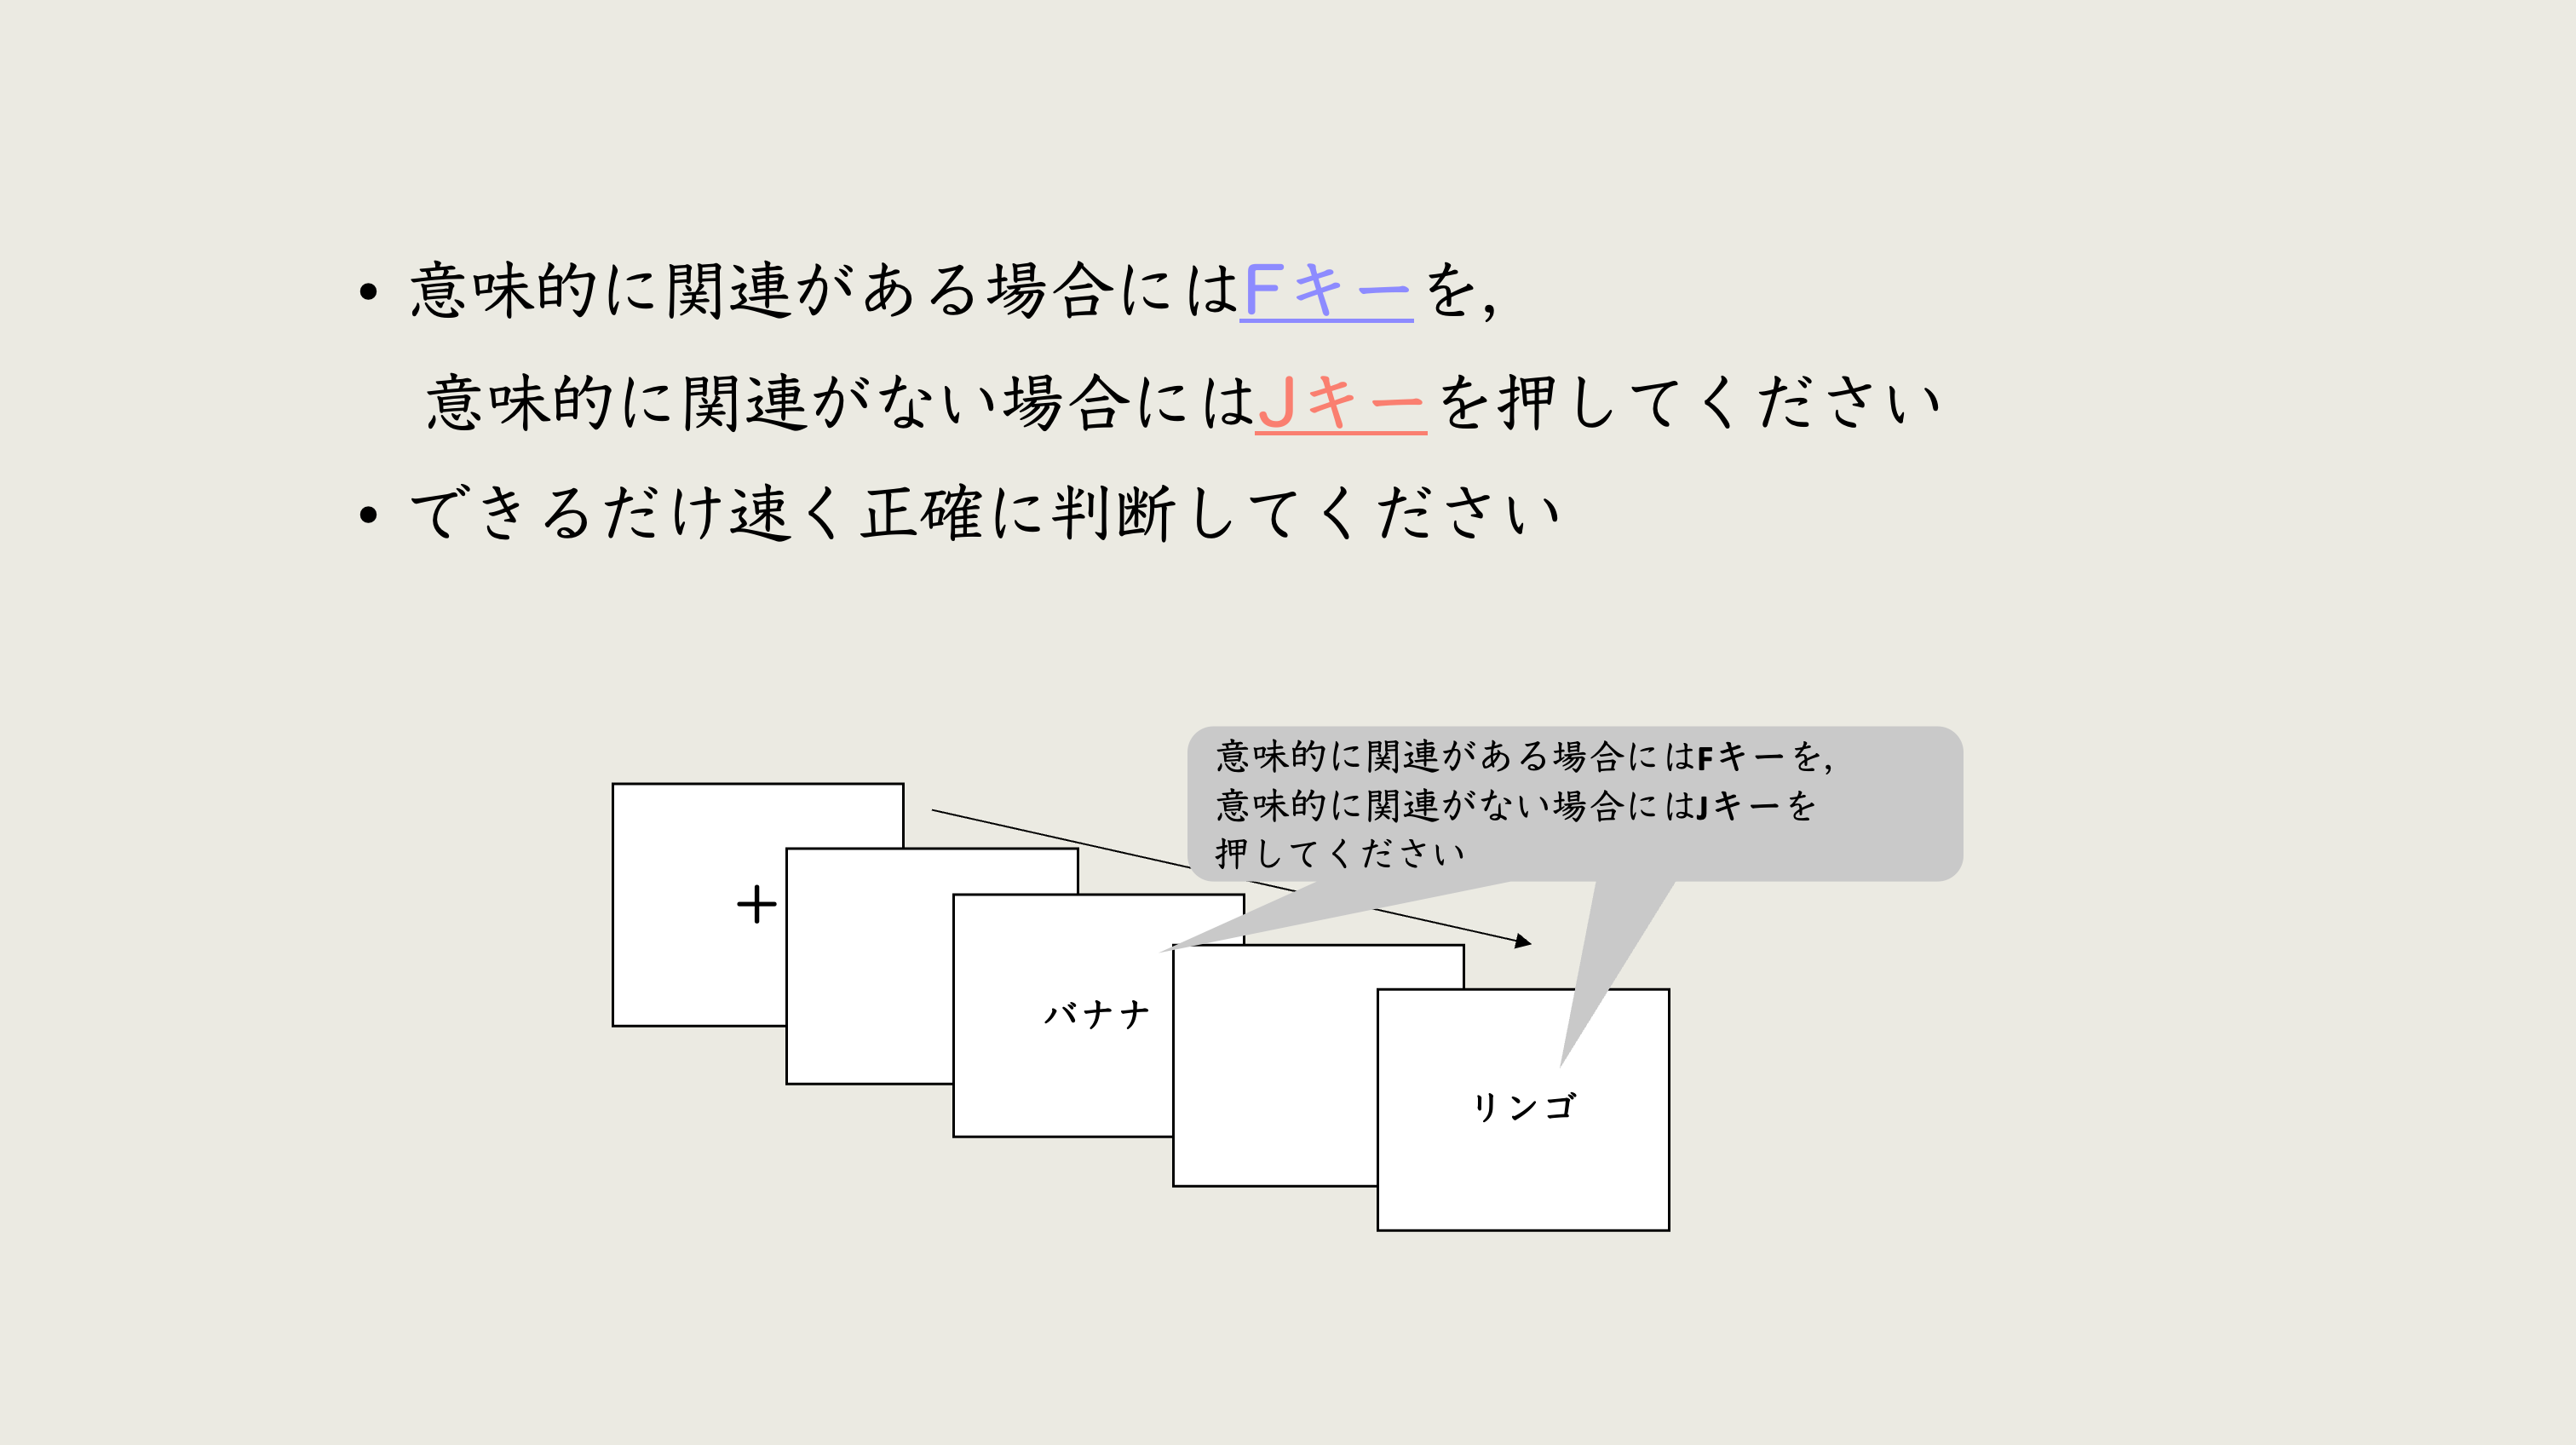 • 意味的に関連がある場合にはFキーを,
意味的に関連がない場合にはJキーを押してください
• できるだけ速く正確に判断してください
意味的に関連がある場合にはFキーを,
意味的に関連がない場合にはJキーを
押してください
+
バナナ
リンゴ